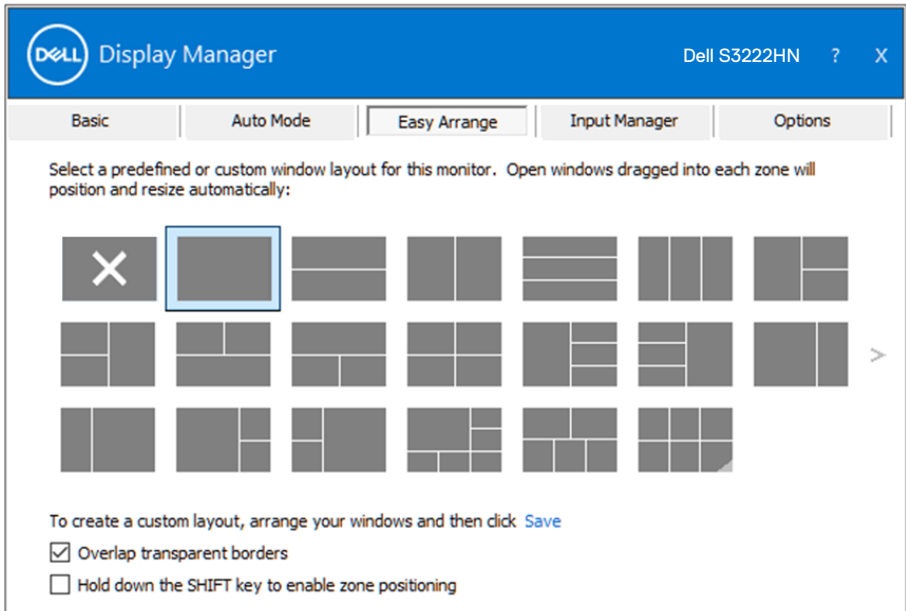 DELL Display Manager Dell S3222HN ? X
Basic Auto Mode Easy Arrange Input Manager Options
Select a predefined or custom window layout for this monitor. Open windows dragged into each zone will
position and resize automatically:
>
To create a custom layout, arrange your windows and then click Save
Overlap transparent borders
Hold down the SHIFT key to enable zone positioning